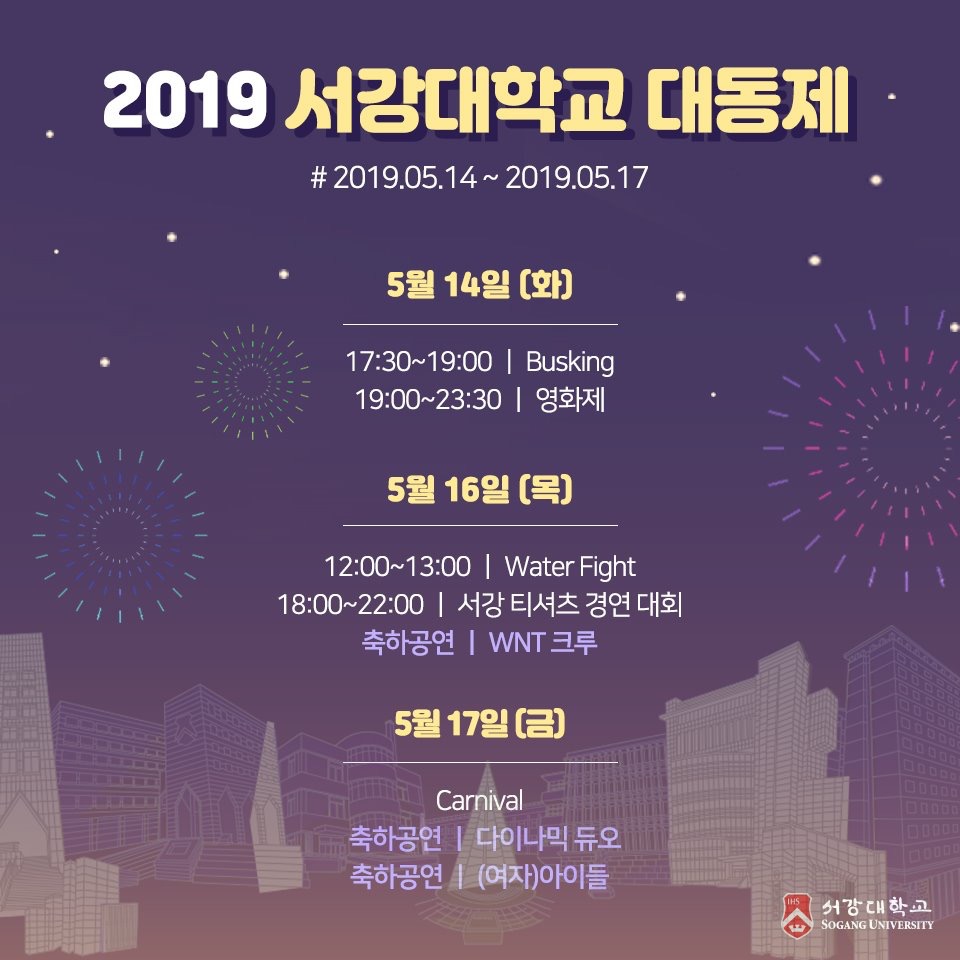 2019 서강대학교 대동제
# 2019.05.14 ~ 2019.05.17
5월 14일 (화)
17:30~19:00 | Busking
19:00~23:30 | 영화제
5월 16일 (목)
12:00~13:00 | Water Fight
18:00~22:00 | 서강 티셔츠 경연 대회
축하공연 | WNT 크루
5월 17일 (금)
Carnival
축하공연 | 다이나믹 듀오
축하공연 | (여자)아이들
IHS
서강대학교
SOGANG UNIVERSITY